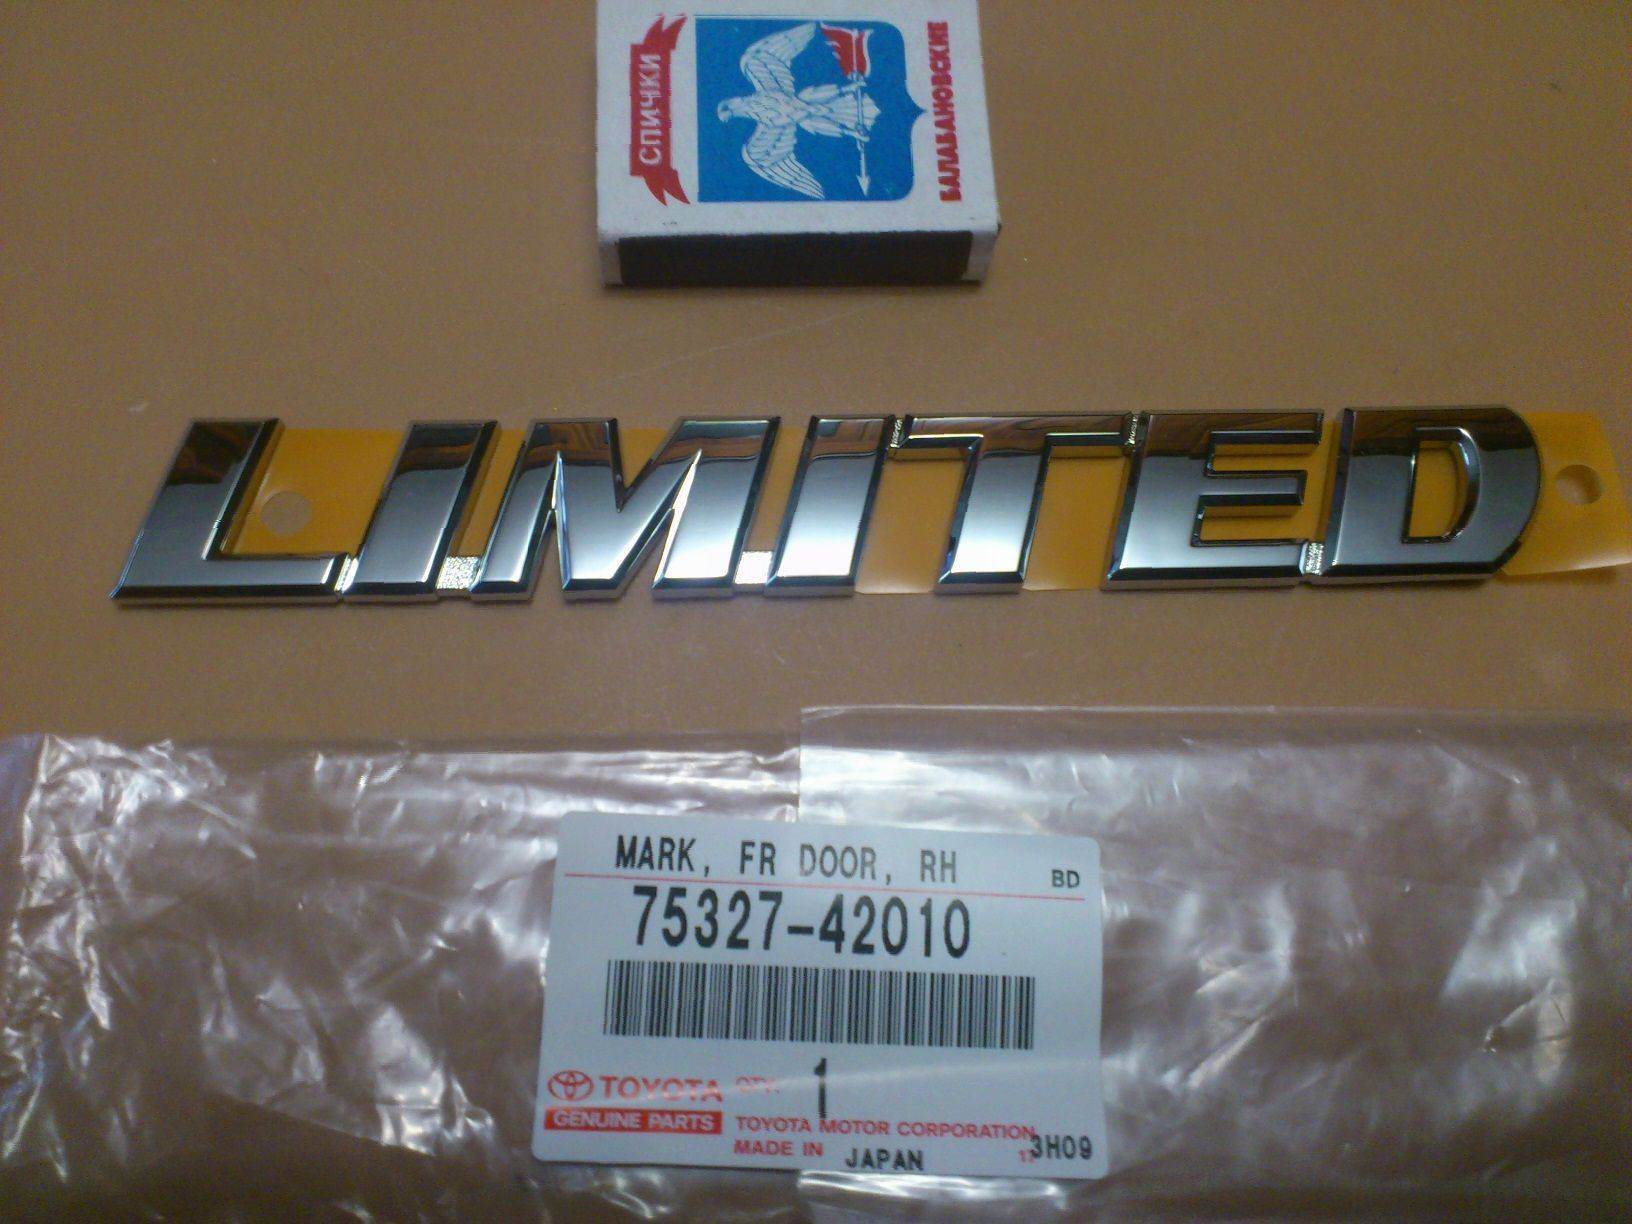 СПИЧКИ
БАЛАБАНОВСКИЕ
LIMITED
MARK, FR DOOR, RH
BD
75327-42010
QTY. 1
TOYOTA
GENUINE PARTS
TOYOTA MOTOR CORPORATION
MADE IN JAPAN
3H09